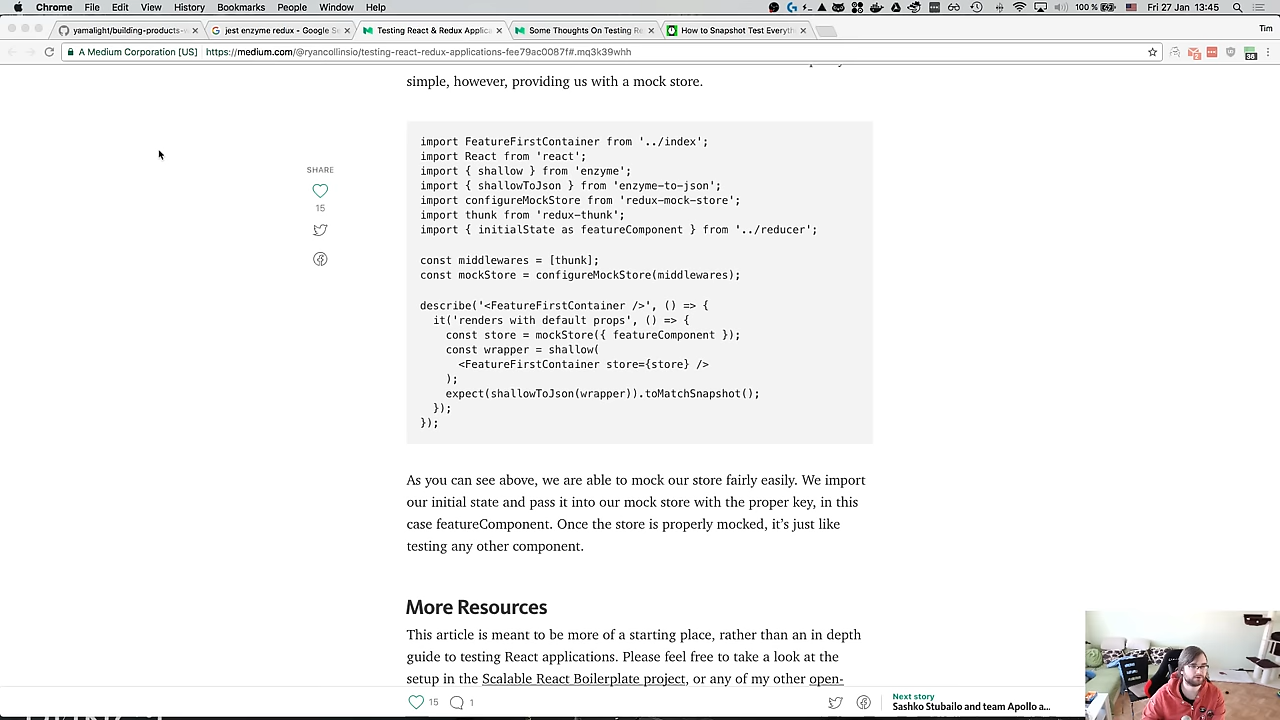 Chrome File Edit View History Bookmarks People Window Help 100 % Fri 27 Jan 13:45
yamalight/building-products- jest enzyme redux - Google Se Testing React & Redux Applica Some Thoughts On Testing Re How to Snapshot Test Everyth Tim
A Medium Corporation [US] https://medium.com/@ryancollinsio/testing-react-redux-applications-fee79ac0087f#.mq3k39whh 36
simple, however, providing us with a mock store.
import FeatureFirstContainer from '../index';
import React from 'react';
import { shallow } from 'enzyme';
import { shallowToJson } from 'enzyme-to-json';
import configureMockStore from 'redux-mock-store';
import thunk from 'redux-thunk';
import { initialState as featureComponent } from '../reducer';
const middlewares = [thunk];
const mockStore = configureMockStore(middlewares);
describe('<FeatureFirstContainer />', () => {
it('renders with default props', () => {
const store = mockStore({ featureComponent });
const wrapper = shallow(
<FeatureFirstContainer store={store} />
);
expect(shallowToJson(wrapper)).toMatchSnapshot();
});
});
SHARE
15
As you can see above, we are able to mock our store fairly easily. We import
our initial state and pass it into our mock store with the proper key, in this
case featureComponent. Once the store is properly mocked, it's just like
testing any other component.
More Resources
This article is meant to be more of a starting place, rather than an in depth
guide to testing React applications. Please feel free to take a look at the
setup in the Scalable React Boilerplate project, or any of my other open-
15 1
Next story
Sashko Stubailo and team Apollo a...